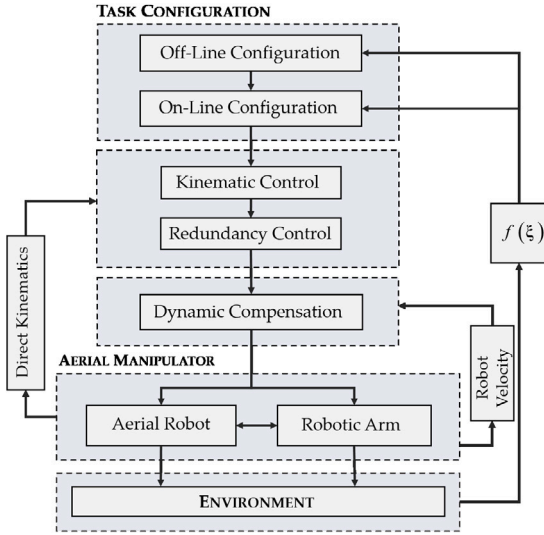 TASK CONFIGURATION
Off-Line Configuration
On-Line Configuration
Kinematic Control
Redundancy Control
f(ξ)
Direct Kinematics
Dynamic Compensation
Robot
Velocity
AERIAL MANIPULATOR
Aerial Robot
Robotic Arm
ENVIRONMENT